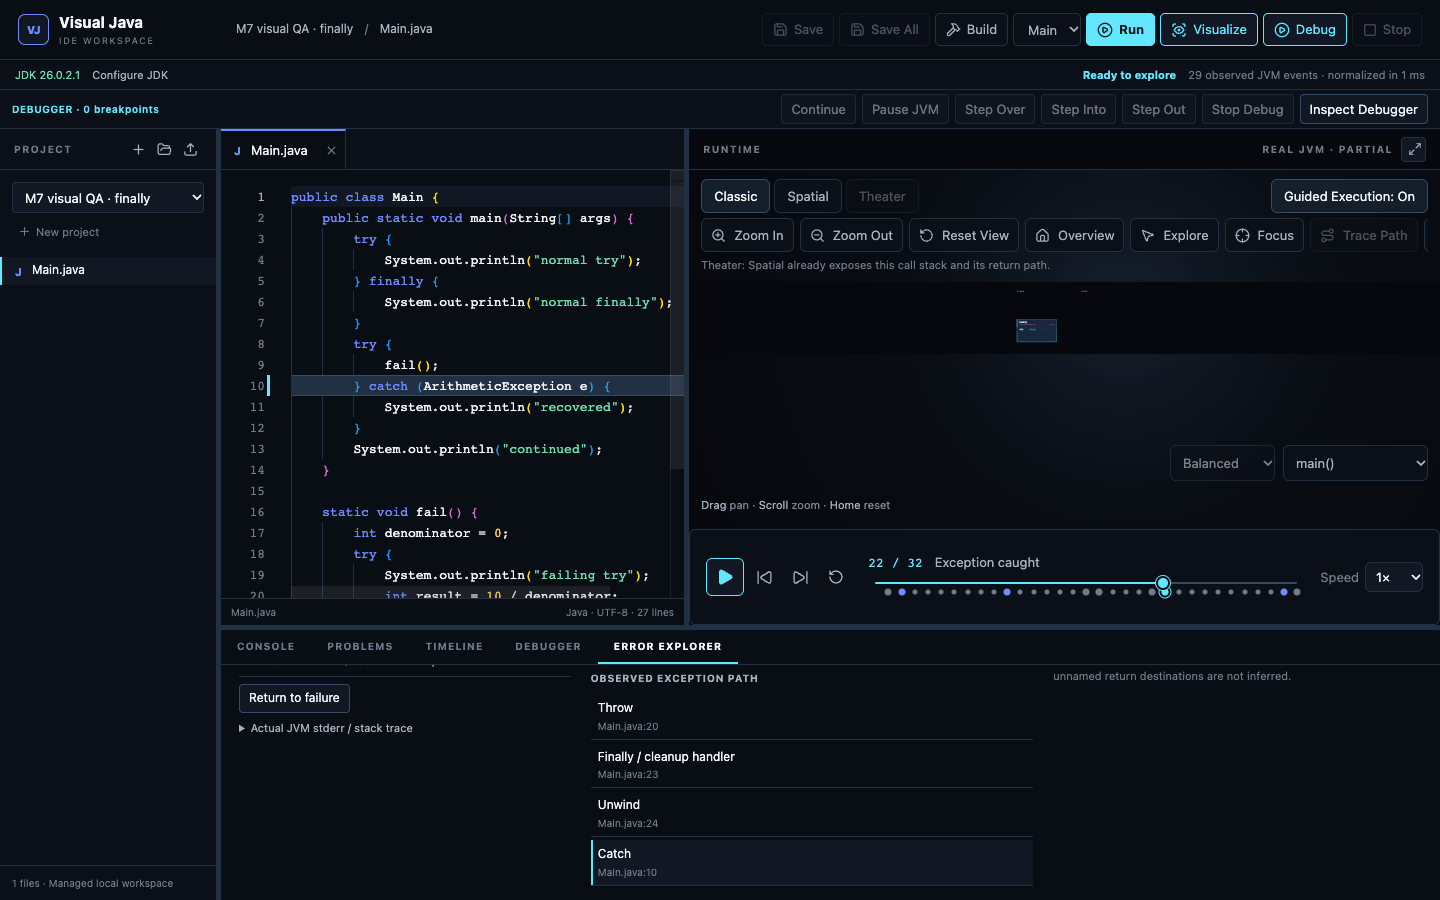 VJ
Visual Java
IDE WORKSPACE
M7 visual QA · finally / Main.java
Save
Save All
Build
Main
Run
Visualize
Debug
Stop
JDK 26.0.2.1 Configure JDK
Ready to explore 29 observed JVM events · normalized in 1 ms
DEBUGGER · 0 breakpoints
Continue
Pause JVM
Step Over
Step Into
Step Out
Stop Debug
Inspect Debugger
PROJECT
M7 visual QA · finally
+ New project
J Main.java
1 files · Managed local workspace
J Main.java ×
1 public class Main {
2 public static void main(String[] args) {
3 try {
4 System.out.println("normal try");
5 } finally {
6 System.out.println("normal finally");
7 }
8 try {
9 fail();
10 } catch (ArithmeticException e) {
11 System.out.println("recovered");
12 }
13 System.out.println("continued");
14 }
15
16 static void fail() {
17 int denominator = 0;
18 try {
19 System.out.println("failing try");
20 int result = 10 / denominator;
Main.java
Java · UTF-8 · 27 lines
RUNTIME
REAL JVM · PARTIAL
Classic
Spatial
Theater
Guided Execution: On
Zoom In
Zoom Out
Reset View
Overview
Explore
Focus
Trace Path
Theater: Spatial already exposes this call stack and its return path.
Balanced
main()
Drag pan · Scroll zoom · Home reset
22 / 32 Exception caught
Speed
1×
CONSOLE
PROBLEMS
TIMELINE
DEBUGGER
ERROR EXPLORER
Return to failure
Actual JVM stderr / stack trace
OBSERVED EXCEPTION PATH
Throw
Main.java:20
Finally / cleanup handler
Main.java:23
Unwind
Main.java:24
Catch
Main.java:10
unnamed return destinations are not inferred.